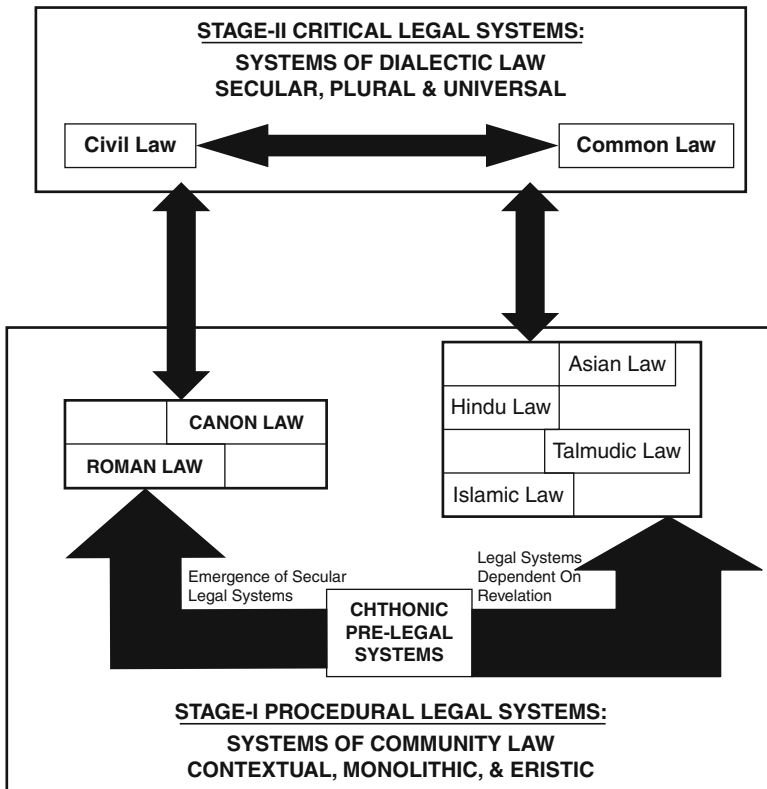 STAGE-II CRITICAL LEGAL SYSTEMS:
SYSTEMS OF DIALECTIC LAW
SECULAR, PLURAL & UNIVERSAL
Civil Law
Common Law
Asian Law
Hindu Law
Talmudic Law
Islamic Law
CANON LAW
ROMAN LAW
Emergence of Secular
Legal Systems
Legal Systems
Dependent On
Revelation
CHTHONIC
PRE-LEGAL
SYSTEMS
STAGE-I PROCEDURAL LEGAL SYSTEMS:
SYSTEMS OF COMMUNITY LAW
CONTEXTUAL, MONOLITHIC, & ERISTIC